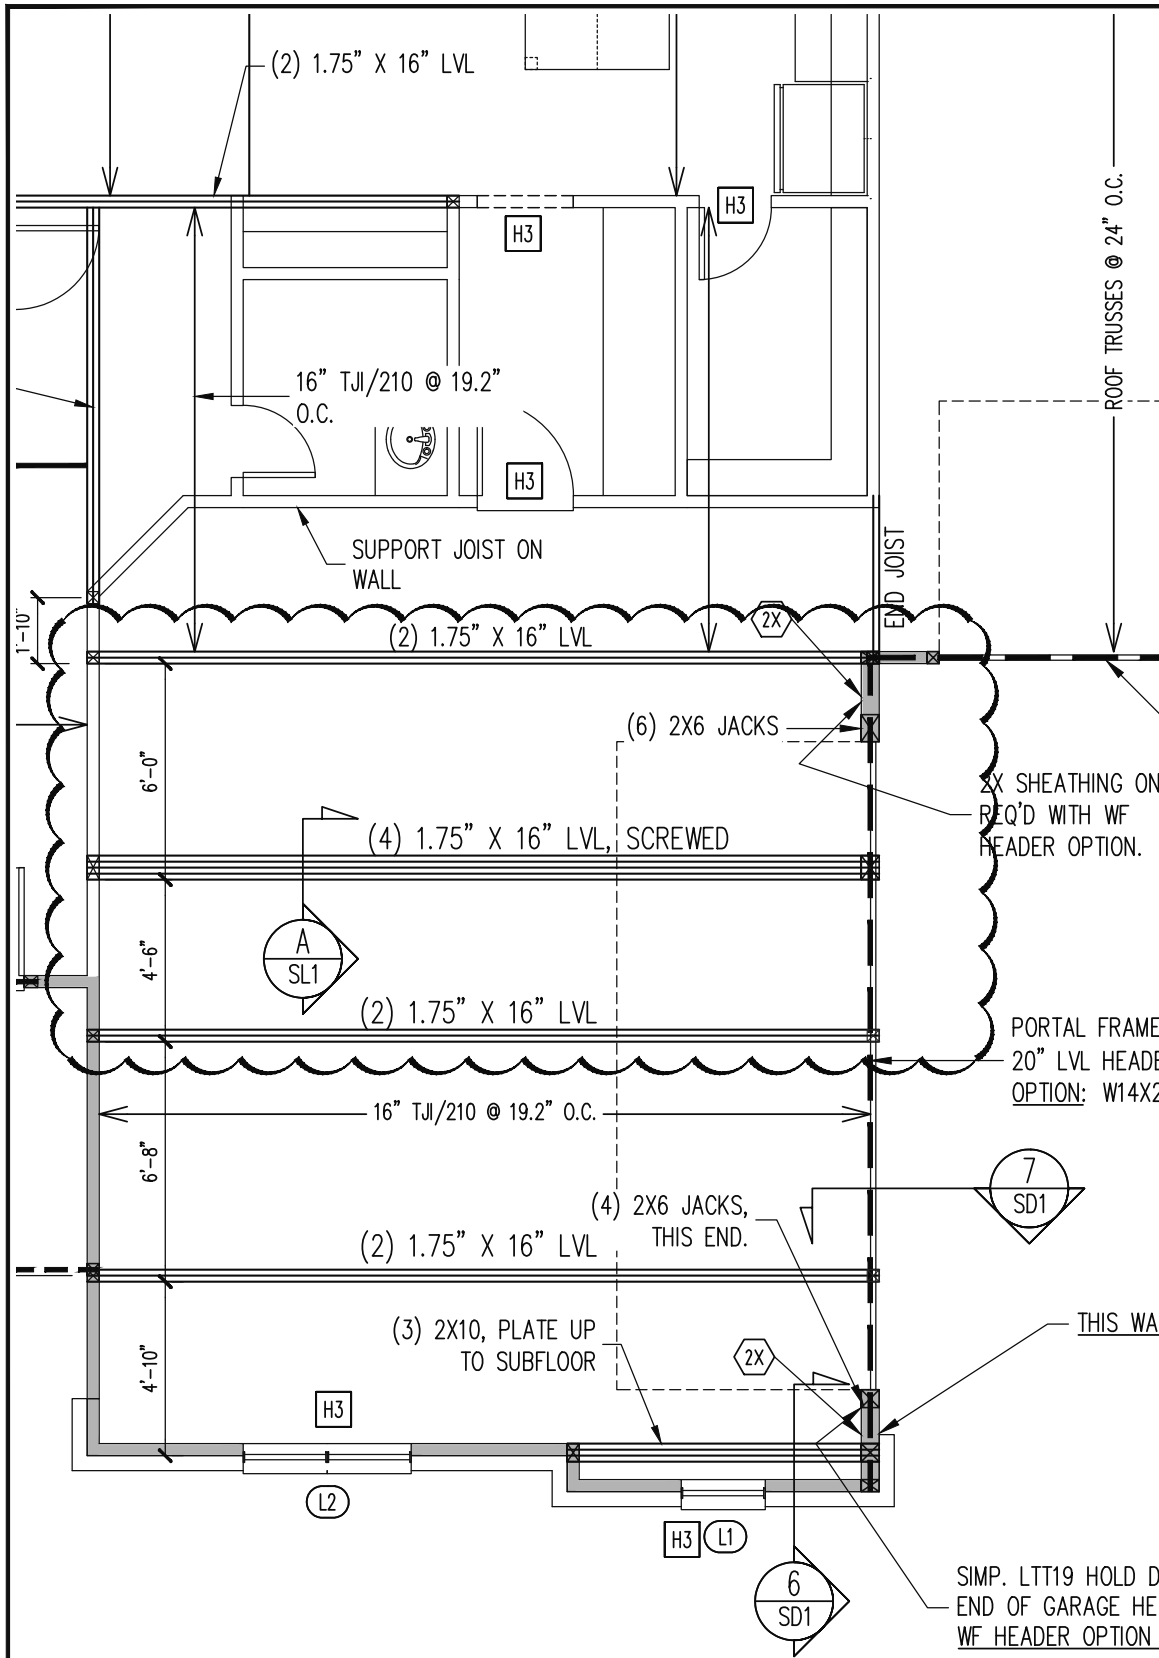 (2) 1.75" X 16" LVL
H3
H3
ROOF TRUSSES @ 24" O.C.
16" TJI/210 @ 19.2"
O.C.
H3
SUPPORT JOIST ON
WALL
END JOIST
1'-10"
(2) 1.75" X 16" LVL
2X
(6) 2X6 JACKS
6'-0"
2X SHEATHING ON
REQ'D WITH WF
HEADER OPTION.
(4) 1.75" X 16" LVL, SCREWED
A
SL1
4'-6"
(2) 1.75" X 16" LVL
PORTAL FRAME
20" LVL HEADE
OPTION: W14X2
16" TJI/210 @ 19.2" O.C.
6'-8"
7
SD1
(4) 2X6 JACKS,
THIS END.
(2) 1.75" X 16" LVL
(3) 2X10, PLATE UP
TO SUBFLOOR
2X
THIS WA
4'-10"
H3
L2
H3
L1
6
SD1
SIMP. LTT19 HOLD D
END OF GARAGE HE
WF HEADER OPTION